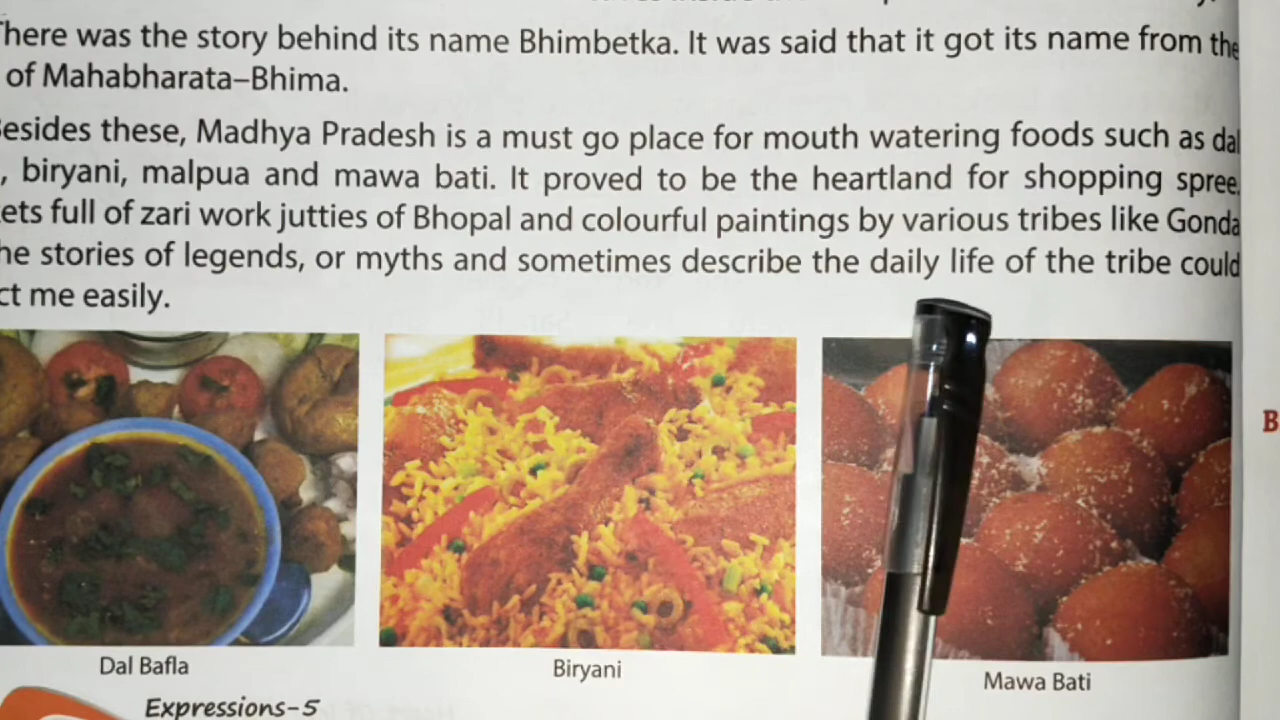 There was the story behind its name Bhimbetka. It was said that it got its name from the
of Mahabharata–Bhima.
Besides these, Madhya Pradesh is a must go place for mouth watering foods such as dal
, biryani, malpua and mawa bati. It proved to be the heartland for shopping spree.
ets full of zari work jutties of Bhopal and colourful paintings by various tribes like Gonda
he stories of legends, or myths and sometimes describe the daily life of the tribe could
ct me easily.
Dal Bafla
Biryani
Mawa Bati
Expressions-5
B